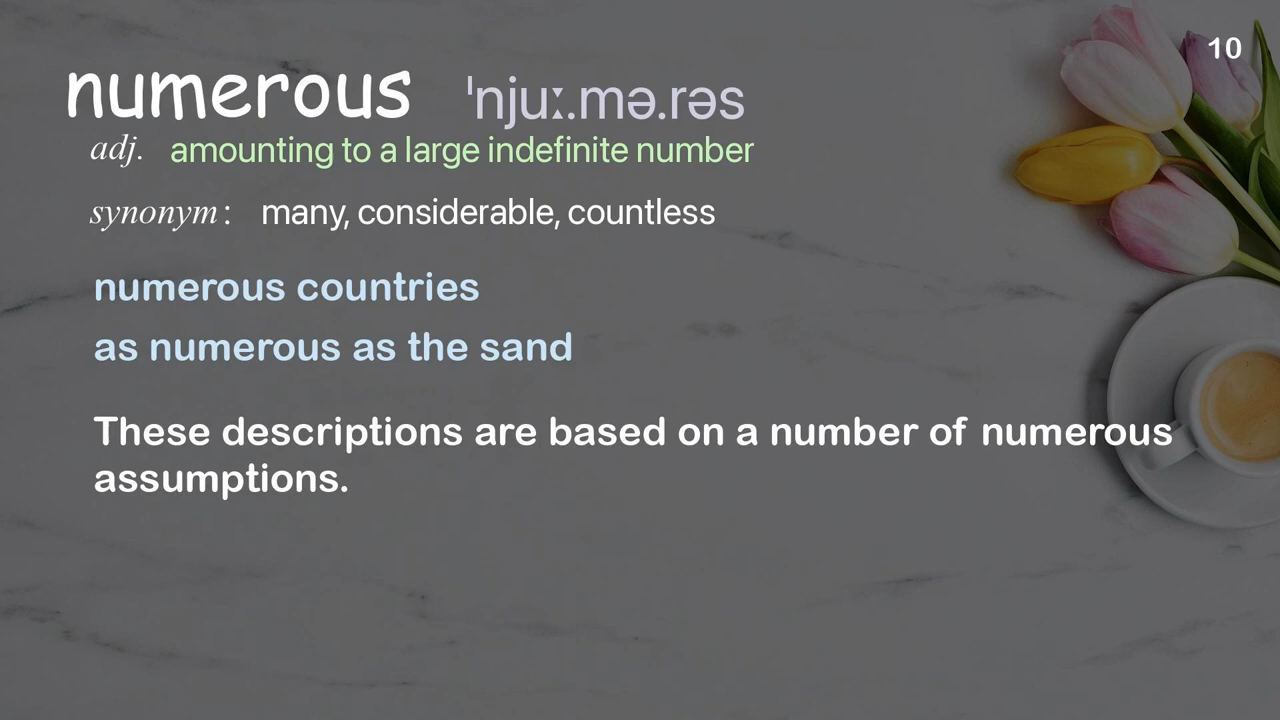 10
numerous ˈnjuː.mə.rəs
adj. amounting to a large indefinite number
synonym : many, considerable, countless
numerous countries
as numerous as the sand
These descriptions are based on a number of numerous
assumptions.